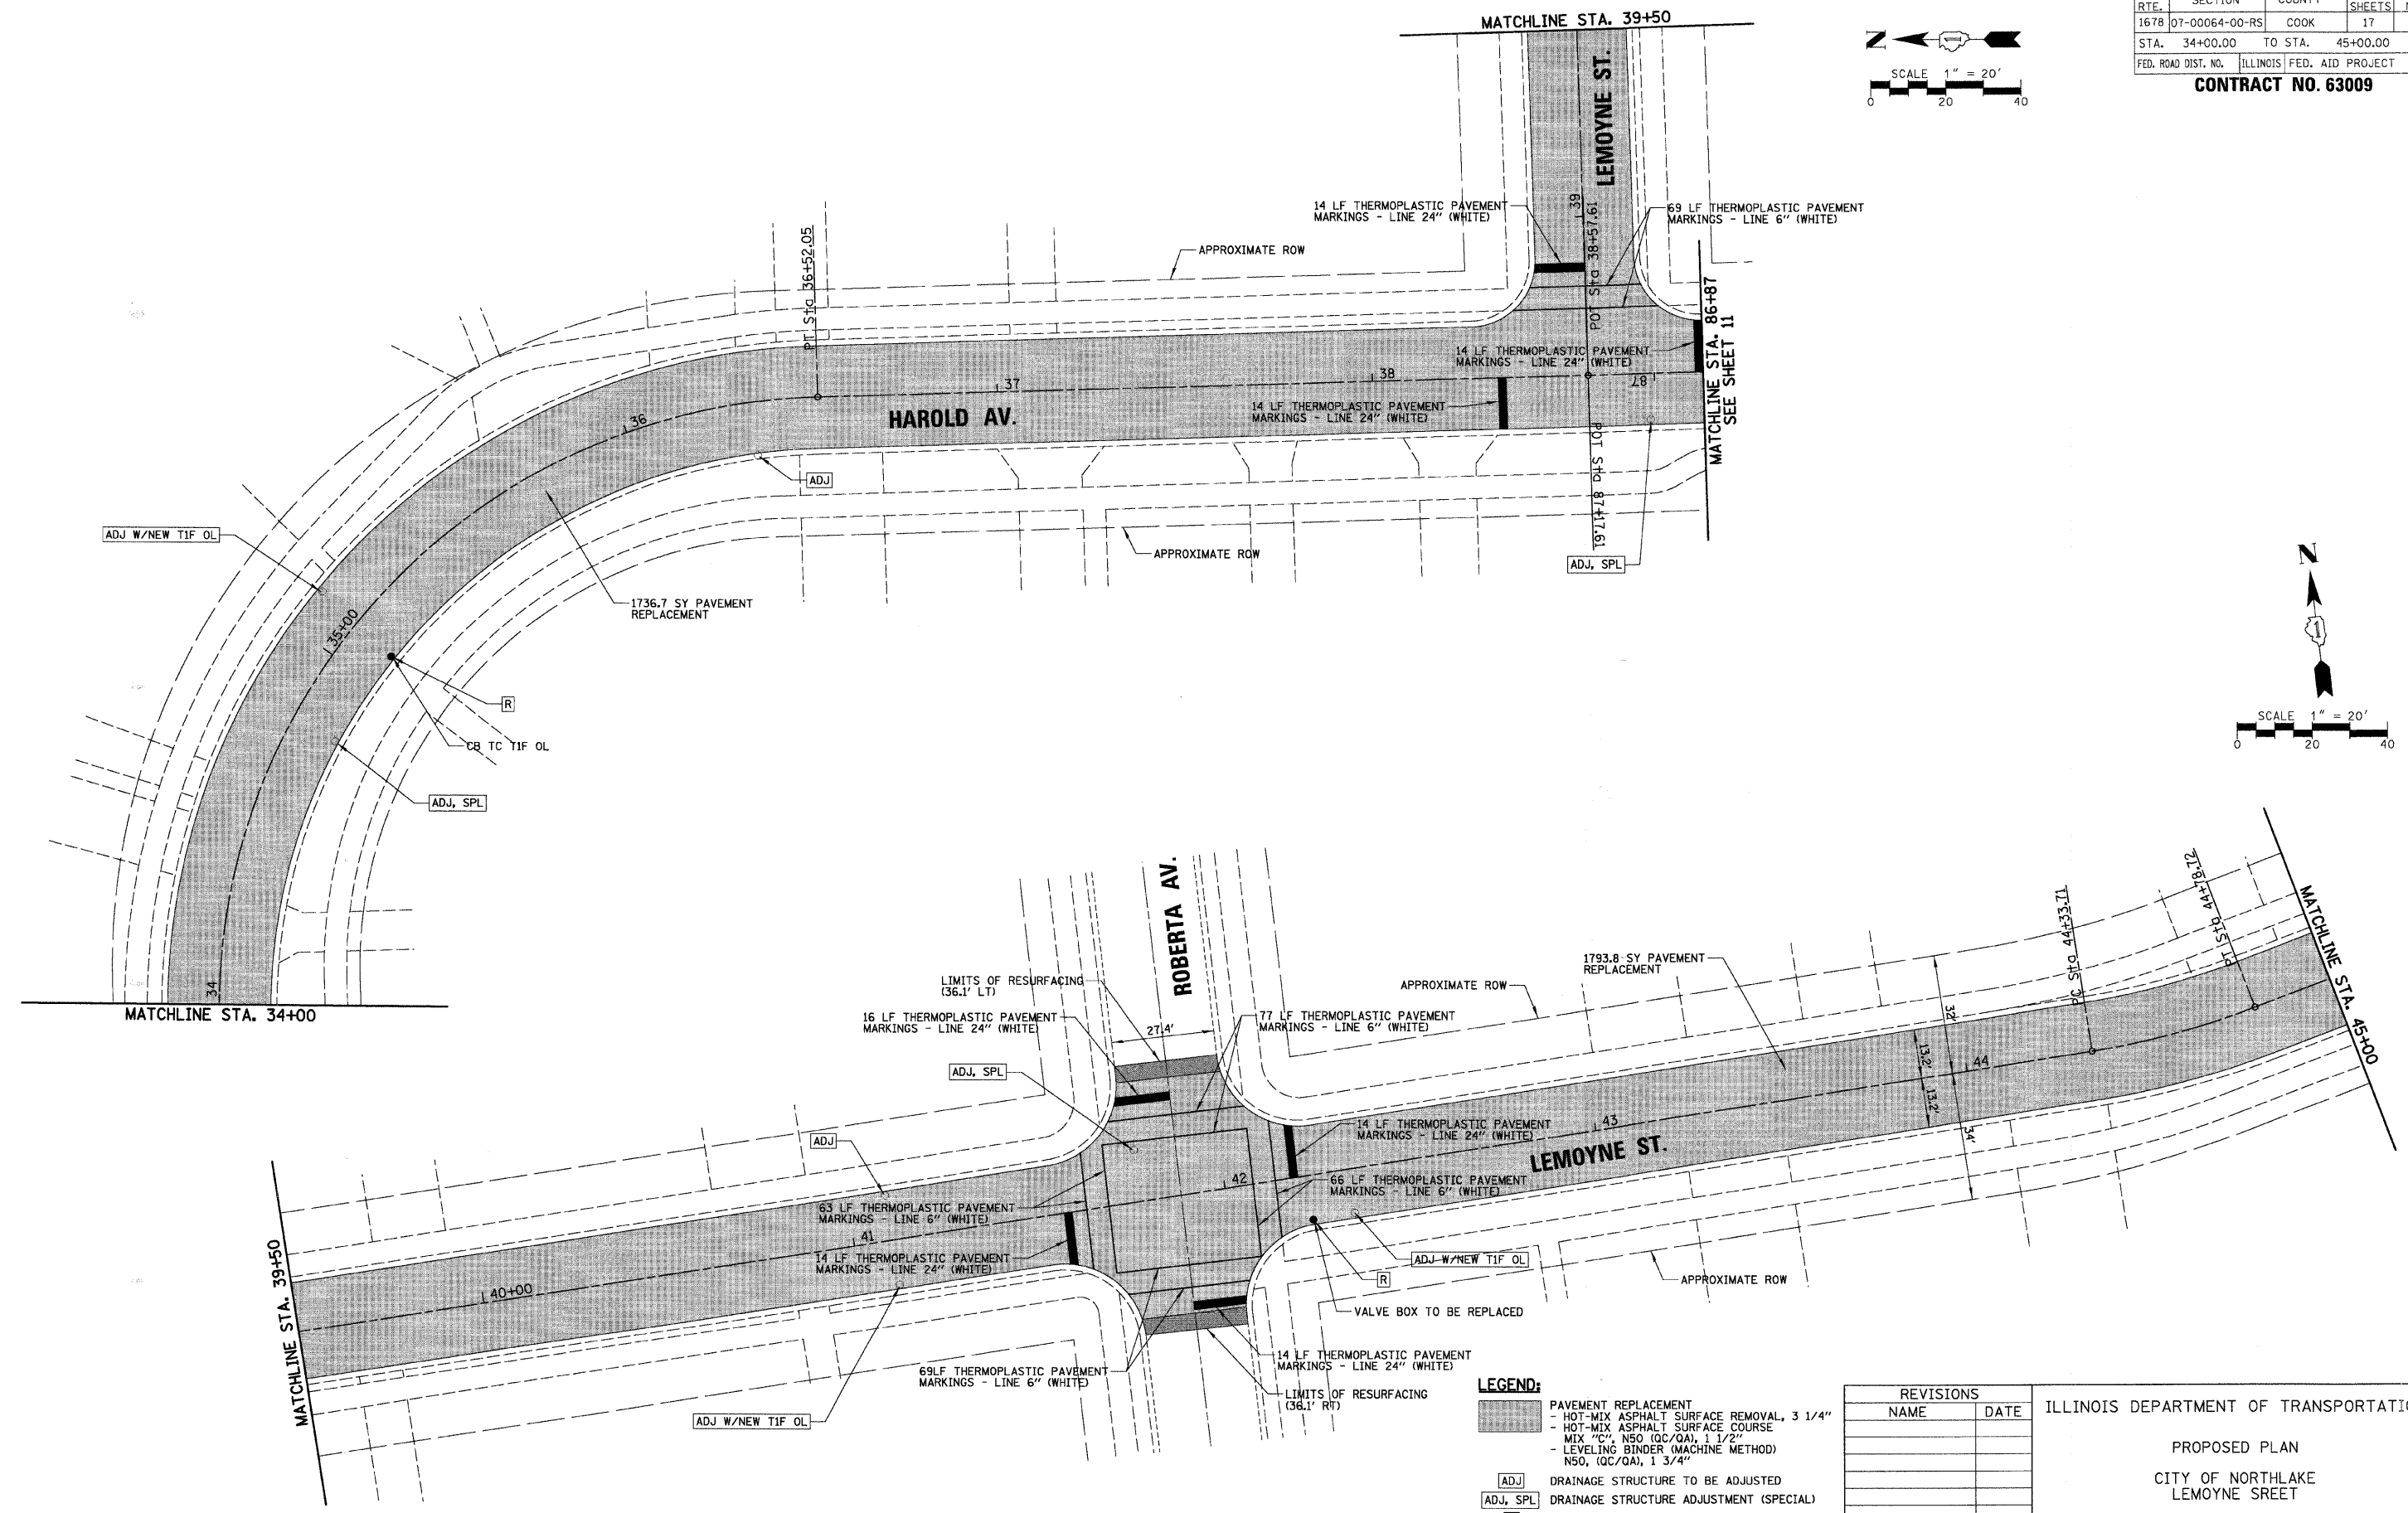 MATCHLINE STA. 39+50
LEMOYNE ST.
N
SCALE 1" = 20'
0 20 40
RTE. SECTION COUNTY SHEETS
1678 07-00064-00-RS COOK 17
STA. 34+00.00 TO STA. 45+00.00
FED. ROAD DIST. NO. ILLINOIS FED. AID PROJECT
CONTRACT NO. 63009
14 LF THERMOPLASTIC PAVEMENT
MARKINGS - LINE 24" (WHITE)
39
POT Sta 38+57.61
69 LF THERMOPLASTIC PAVEMENT
MARKINGS - LINE 6" (WHITE)
APPROXIMATE ROW
PT Sta 36+52.05
14 LF THERMOPLASTIC PAVEMENT
MARKINGS - LINE 24" (WHITE)
MATCHLINE STA. 86+87
SEE SHEET 11
36
37
38
87
HAROLD AV.
14 LF THERMOPLASTIC PAVEMENT
MARKINGS - LINE 24" (WHITE)
POT Sta 87+17.61
ADJ
ADJ W/NEW T1F OL
APPROXIMATE ROW
ADJ, SPL
35+00
1736.7 SY PAVEMENT
REPLACEMENT
R
CB TC T1F OL
ADJ, SPL
34
MATCHLINE STA. 34+00
N
SCALE 1" = 20'
0 20 40
ROBERTA AV.
LIMITS OF RESURFACING
(36.1' LT)
16 LF THERMOPLASTIC PAVEMENT
MARKINGS - LINE 24" (WHITE)
27.4'
77 LF THERMOPLASTIC PAVEMENT
MARKINGS - LINE 6" (WHITE)
APPROXIMATE ROW
1793.8 SY PAVEMENT
REPLACEMENT
PC Sta 44+33.71
PT Sta 44+78.72
MATCHLINE STA. 45+00
32'
13.2'
13.2'
34'
44
43
ADJ, SPL
ADJ
14 LF THERMOPLASTIC PAVEMENT
MARKINGS - LINE 24" (WHITE)
LEMOYNE ST.
42
66 LF THERMOPLASTIC PAVEMENT
MARKINGS - LINE 6" (WHITE)
63 LF THERMOPLASTIC PAVEMENT
MARKINGS - LINE 6" (WHITE)
41
14 LF THERMOPLASTIC PAVEMENT
MARKINGS - LINE 24" (WHITE)
40+00
MATCHLINE STA. 39+50
ADJ W/NEW T1F OL
R
APPROXIMATE ROW
VALVE BOX TO BE REPLACED
69LF THERMOPLASTIC PAVEMENT
MARKINGS - LINE 6" (WHITE)
14 LF THERMOPLASTIC PAVEMENT
MARKINGS - LINE 24" (WHITE)
LIMITS OF RESURFACING
(36.1' RT)
ADJ W/NEW T1F OL
LEGEND:
PAVEMENT REPLACEMENT
- HOT-MIX ASPHALT SURFACE REMOVAL, 3 1/4"
- HOT-MIX ASPHALT SURFACE COURSE
MIX "C", N50 (QC/QA), 1 1/2"
- LEVELING BINDER (MACHINE METHOD)
N50, (QC/QA), 1 3/4"
ADJ DRAINAGE STRUCTURE TO BE ADJUSTED
ADJ, SPL DRAINAGE STRUCTURE ADJUSTMENT (SPECIAL)
REVISIONS
NAME DATE
ILLINOIS DEPARTMENT OF
PROPOSED PLAN
CITY OF NORTHLAKE
LEMOYNE SREET